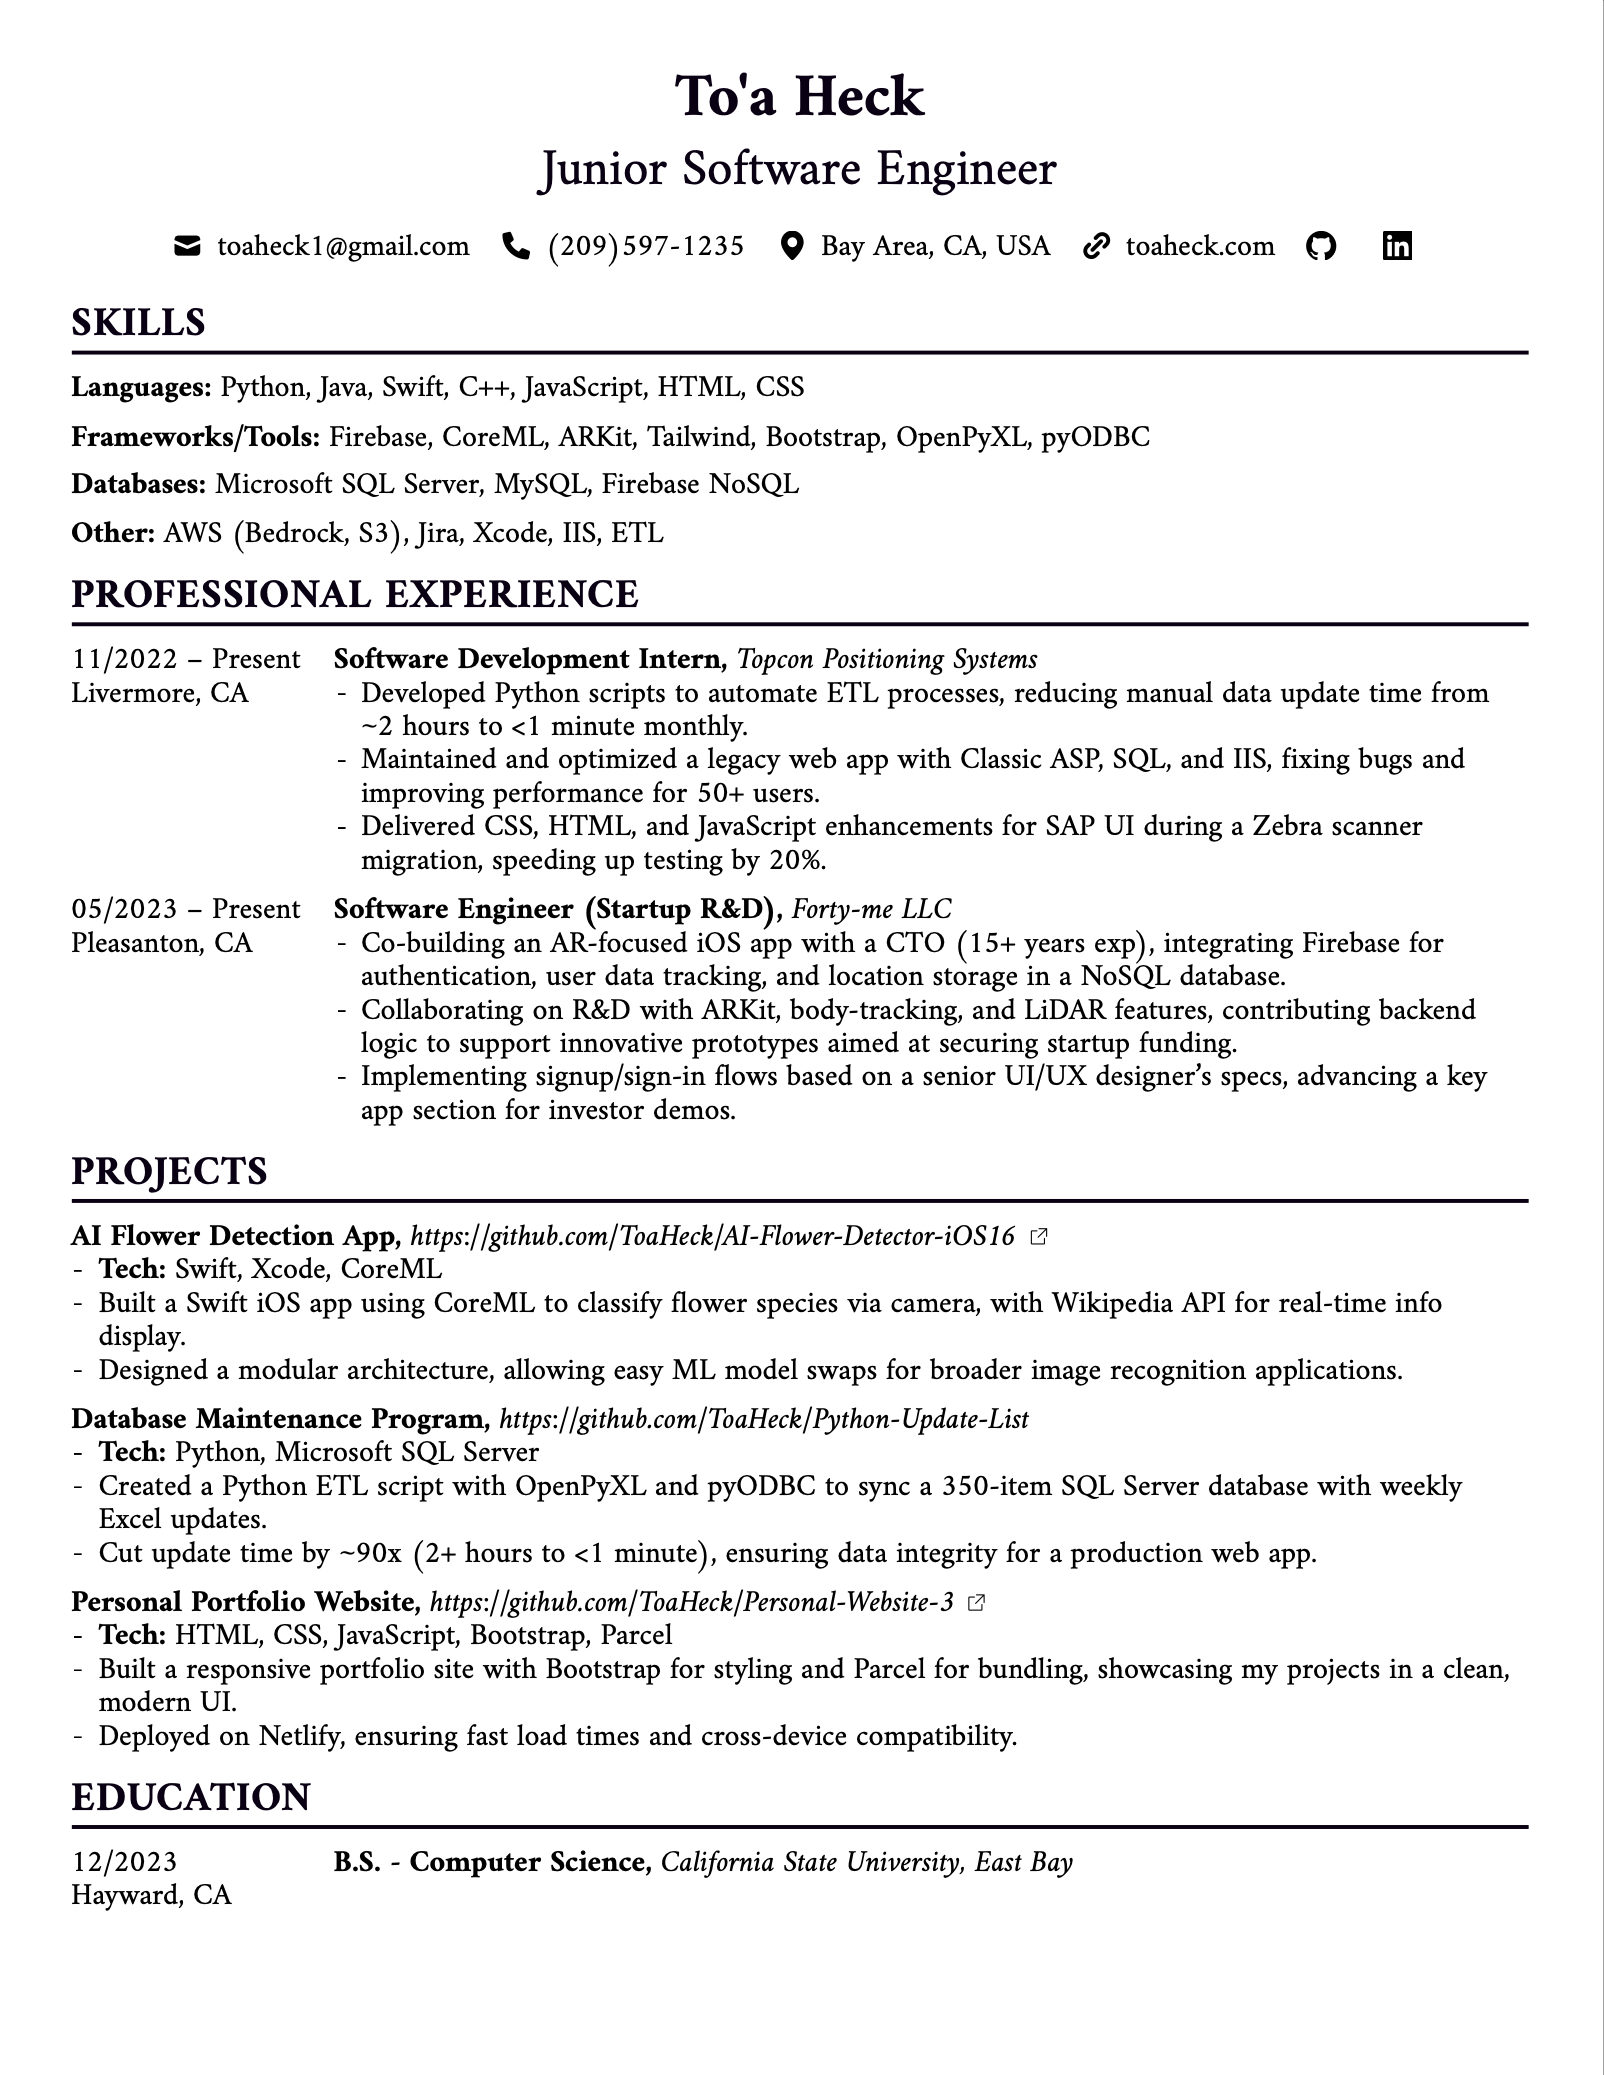 To'a Heck
Junior Software Engineer
toaheck1@gmail.com (209)597-1235 Bay Area, CA, USA toaheck.com in
SKILLS
Languages: Python, Java, Swift, C++, JavaScript, HTML, CSS
Frameworks/Tools: Firebase, CoreML, ARKit, Tailwind, Bootstrap, OpenPyXL, pyODBC
Databases: Microsoft SQL Server, MySQL, Firebase NoSQL
Other: AWS (Bedrock, S3), Jira, Xcode, IIS, ETL
PROFESSIONAL EXPERIENCE
11/2022 – Present Software Development Intern, Topcon Positioning Systems
Livermore, CA - Developed Python scripts to automate ETL processes, reducing manual data update time from
~2 hours to <1 minute monthly.
- Maintained and optimized a legacy web app with Classic ASP, SQL, and IIS, fixing bugs and
improving performance for 50+ users.
- Delivered CSS, HTML, and JavaScript enhancements for SAP UI during a Zebra scanner
migration, speeding up testing by 20%.
05/2023 – Present Software Engineer (Startup R&D), Forty-me LLC
Pleasanton, CA - Co-building an AR-focused iOS app with a CTO (15+ years exp), integrating Firebase for
authentication, user data tracking, and location storage in a NoSQL database.
- Collaborating on R&D with ARKit, body-tracking, and LiDAR features, contributing backend
logic to support innovative prototypes aimed at securing startup funding.
- Implementing signup/sign-in flows based on a senior UI/UX designer’s specs, advancing a key
app section for investor demos.
PROJECTS
AI Flower Detection App, https://github.com/ToaHeck/AI-Flower-Detector-iOS16
- Tech: Swift, Xcode, CoreML
- Built a Swift iOS app using CoreML to classify flower species via camera, with Wikipedia API for real-time info
display.
- Designed a modular architecture, allowing easy ML model swaps for broader image recognition applications.
Database Maintenance Program, https://github.com/ToaHeck/Python-Update-List
- Tech: Python, Microsoft SQL Server
- Created a Python ETL script with OpenPyXL and pyODBC to sync a 350-item SQL Server database with weekly
Excel updates.
- Cut update time by ~90x (2+ hours to <1 minute), ensuring data integrity for a production web app.
Personal Portfolio Website, https://github.com/ToaHeck/Personal-Website-3
- Tech: HTML, CSS, JavaScript, Bootstrap, Parcel
- Built a responsive portfolio site with Bootstrap for styling and Parcel for bundling, showcasing my projects in a clean,
modern UI.
- Deployed on Netlify, ensuring fast load times and cross-device compatibility.
EDUCATION
12/2023 B.S. - Computer Science, California State University, East Bay
Hayward, CA